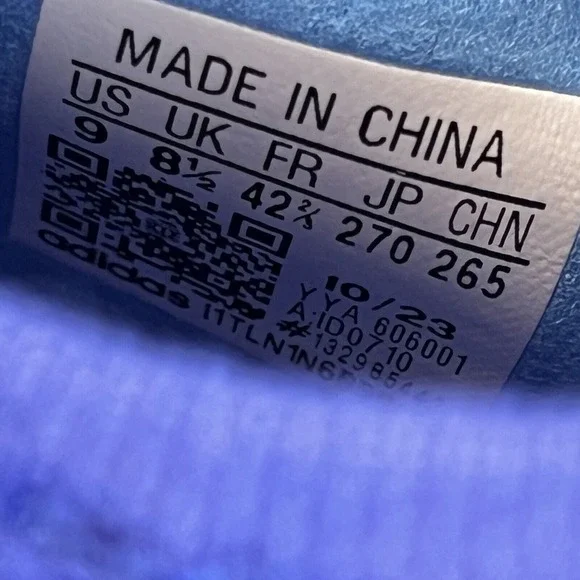 MADE IN CHINA
US UK FR JP CHN
9 8½ 42⅔ 270 265
10/23
YYA 606001
A:ID0710
adidas